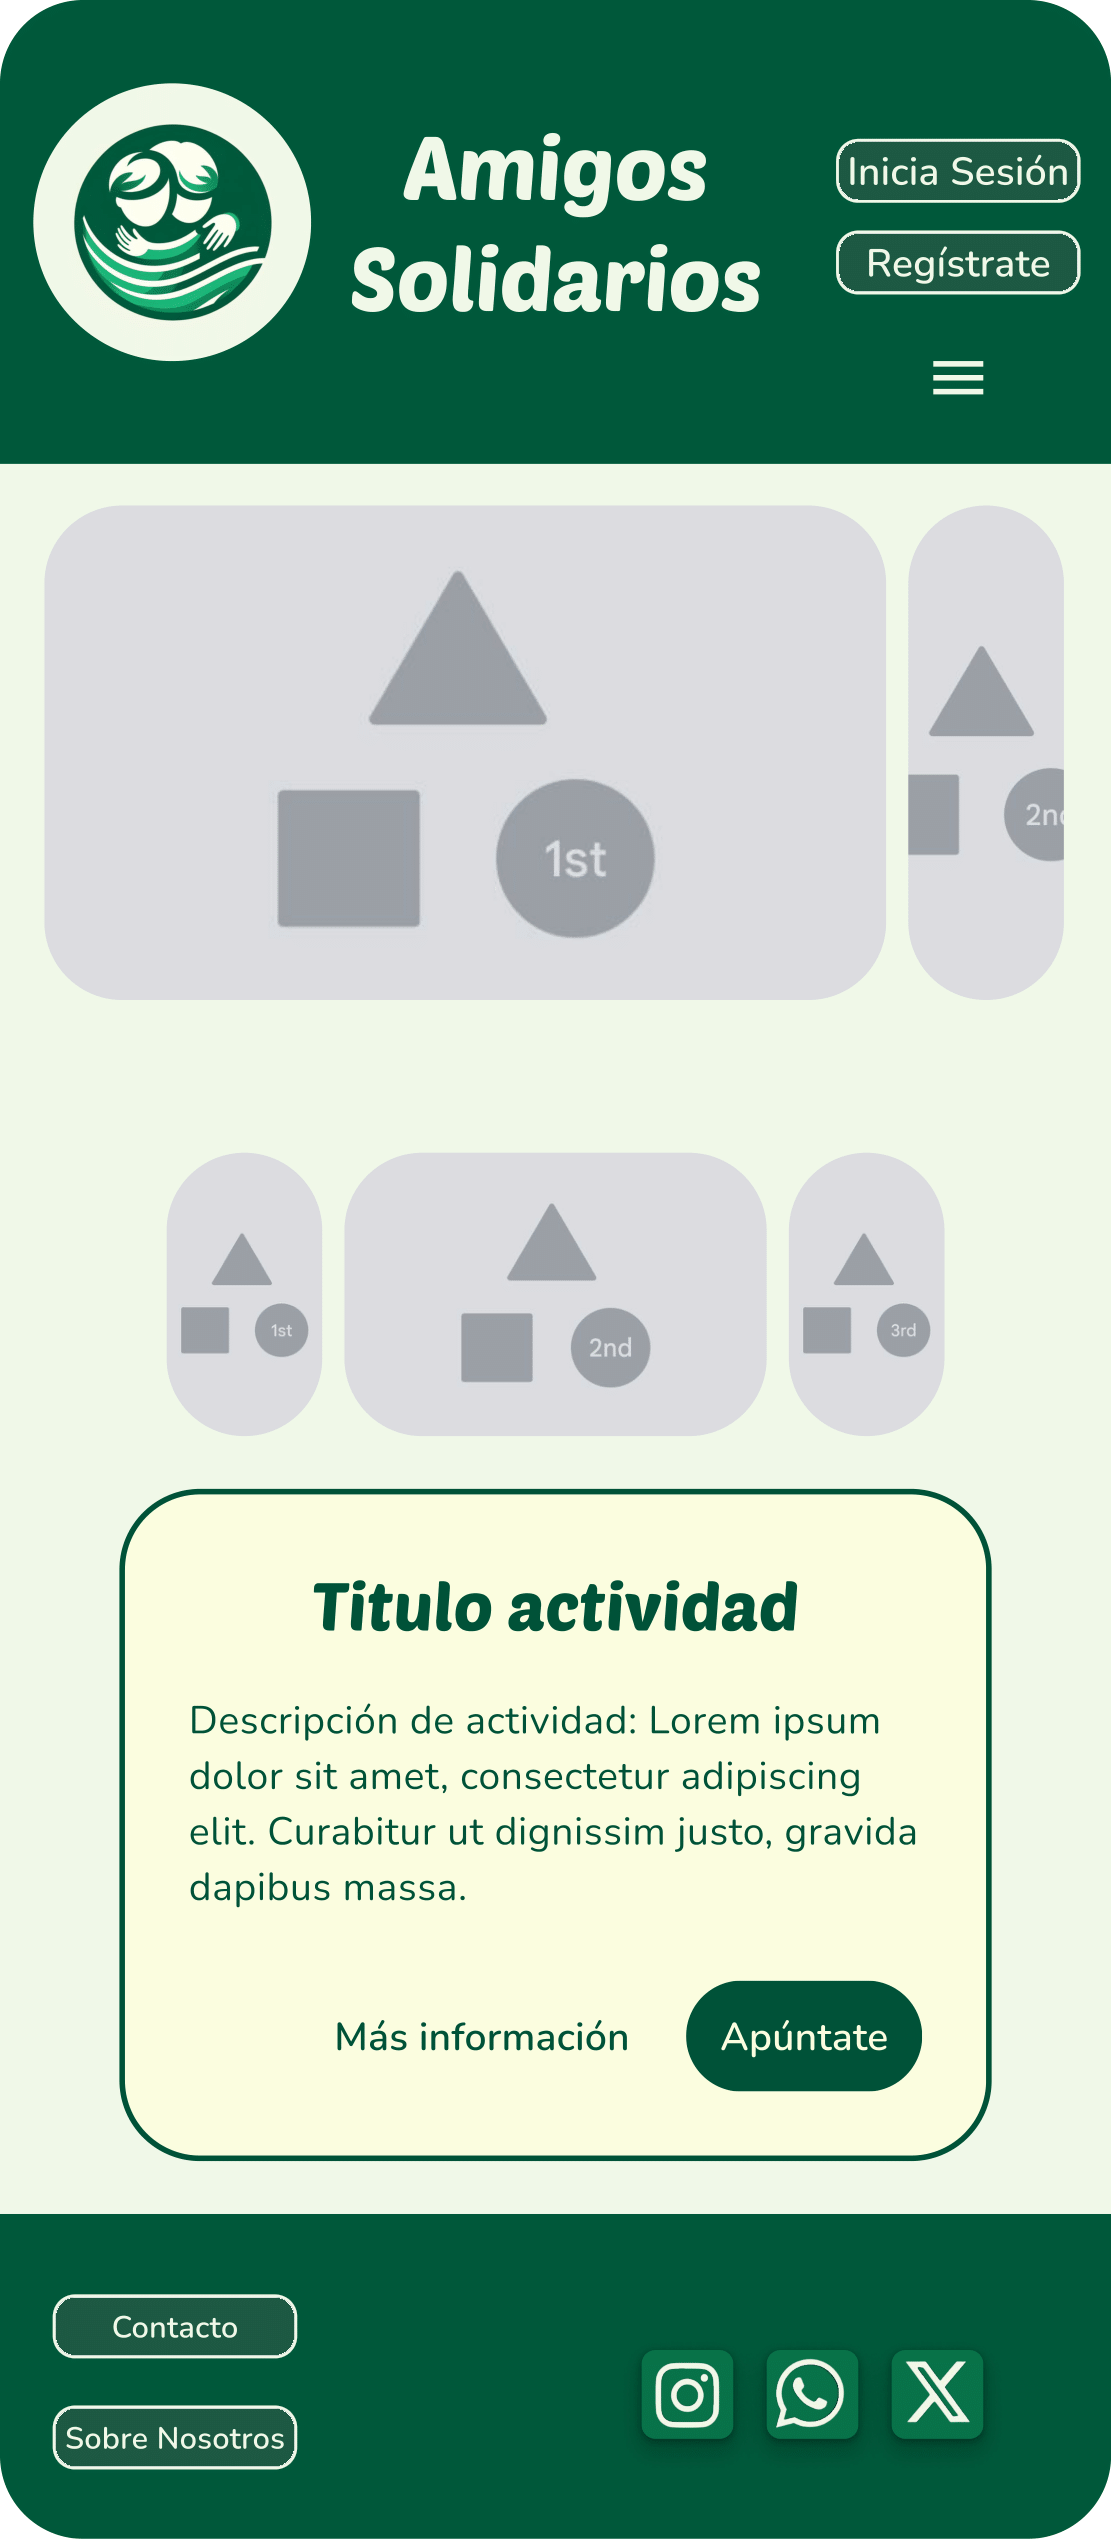 Amigos
Solidarios
Inicia Sesión
Regístrate
1st
2nd
1st
2nd
3rd
Titulo actividad
Descripción de actividad: Lorem ipsum
dolor sit amet, consectetur adipiscing
elit. Curabitur ut dignissim justo, gravida
dapibus massa.
Más información
Apúntate
Contacto
Sobre Nosotros